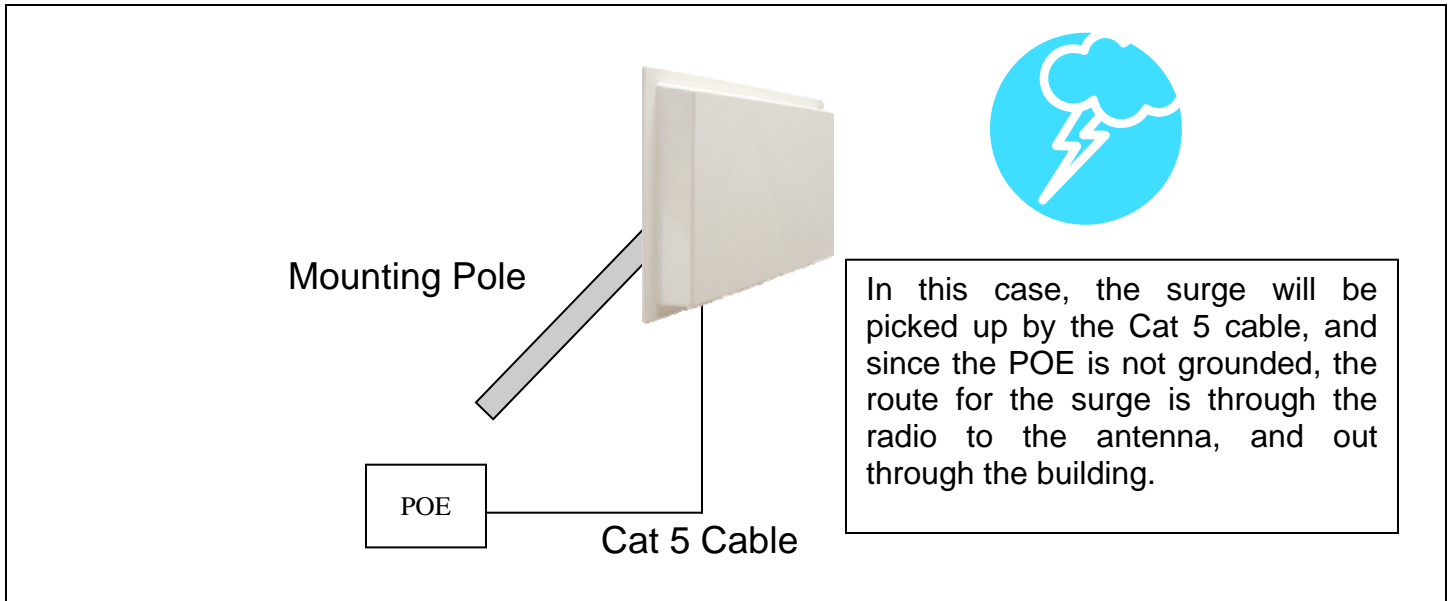 Mounting Pole
In this case, the surge will be
picked up by the Cat 5 cable, and
since the POE is not grounded, the
route for the surge is through the
radio to the antenna, and out
through the building.
POE
Cat 5 Cable